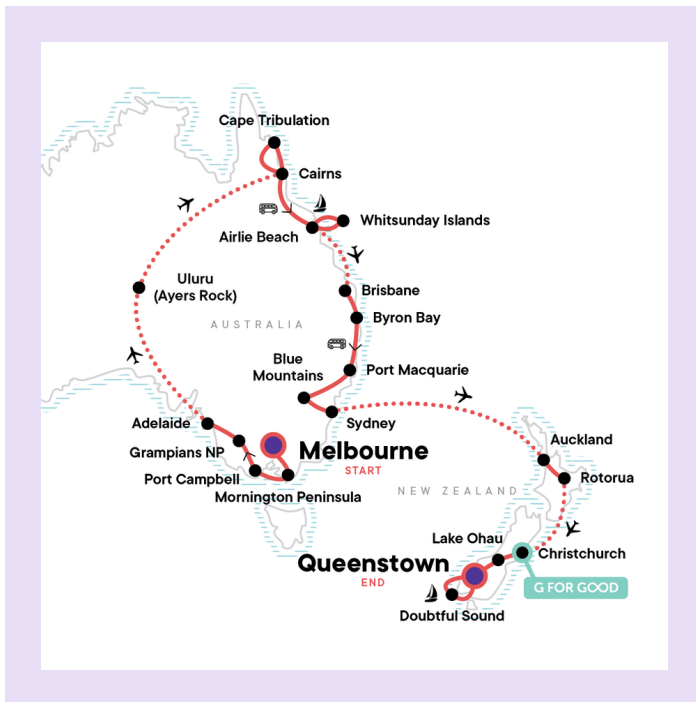 Cape Tribulation
Cairns
Whitsunday Islands
Airlie Beach
Uluru
(Ayers Rock)
Brisbane
Byron Bay
AUSTRALIA
Blue
Mountains
Port Macquarie
Adelaide
Sydney
Grampians NP
Melbourne
START
Port Campbell
Mornington Peninsula
Auckland
Rotorua
NEW ZEALAND
Lake Ohau
Christchurch
Queenstown
END
G FOR GOOD
Doubtful Sound